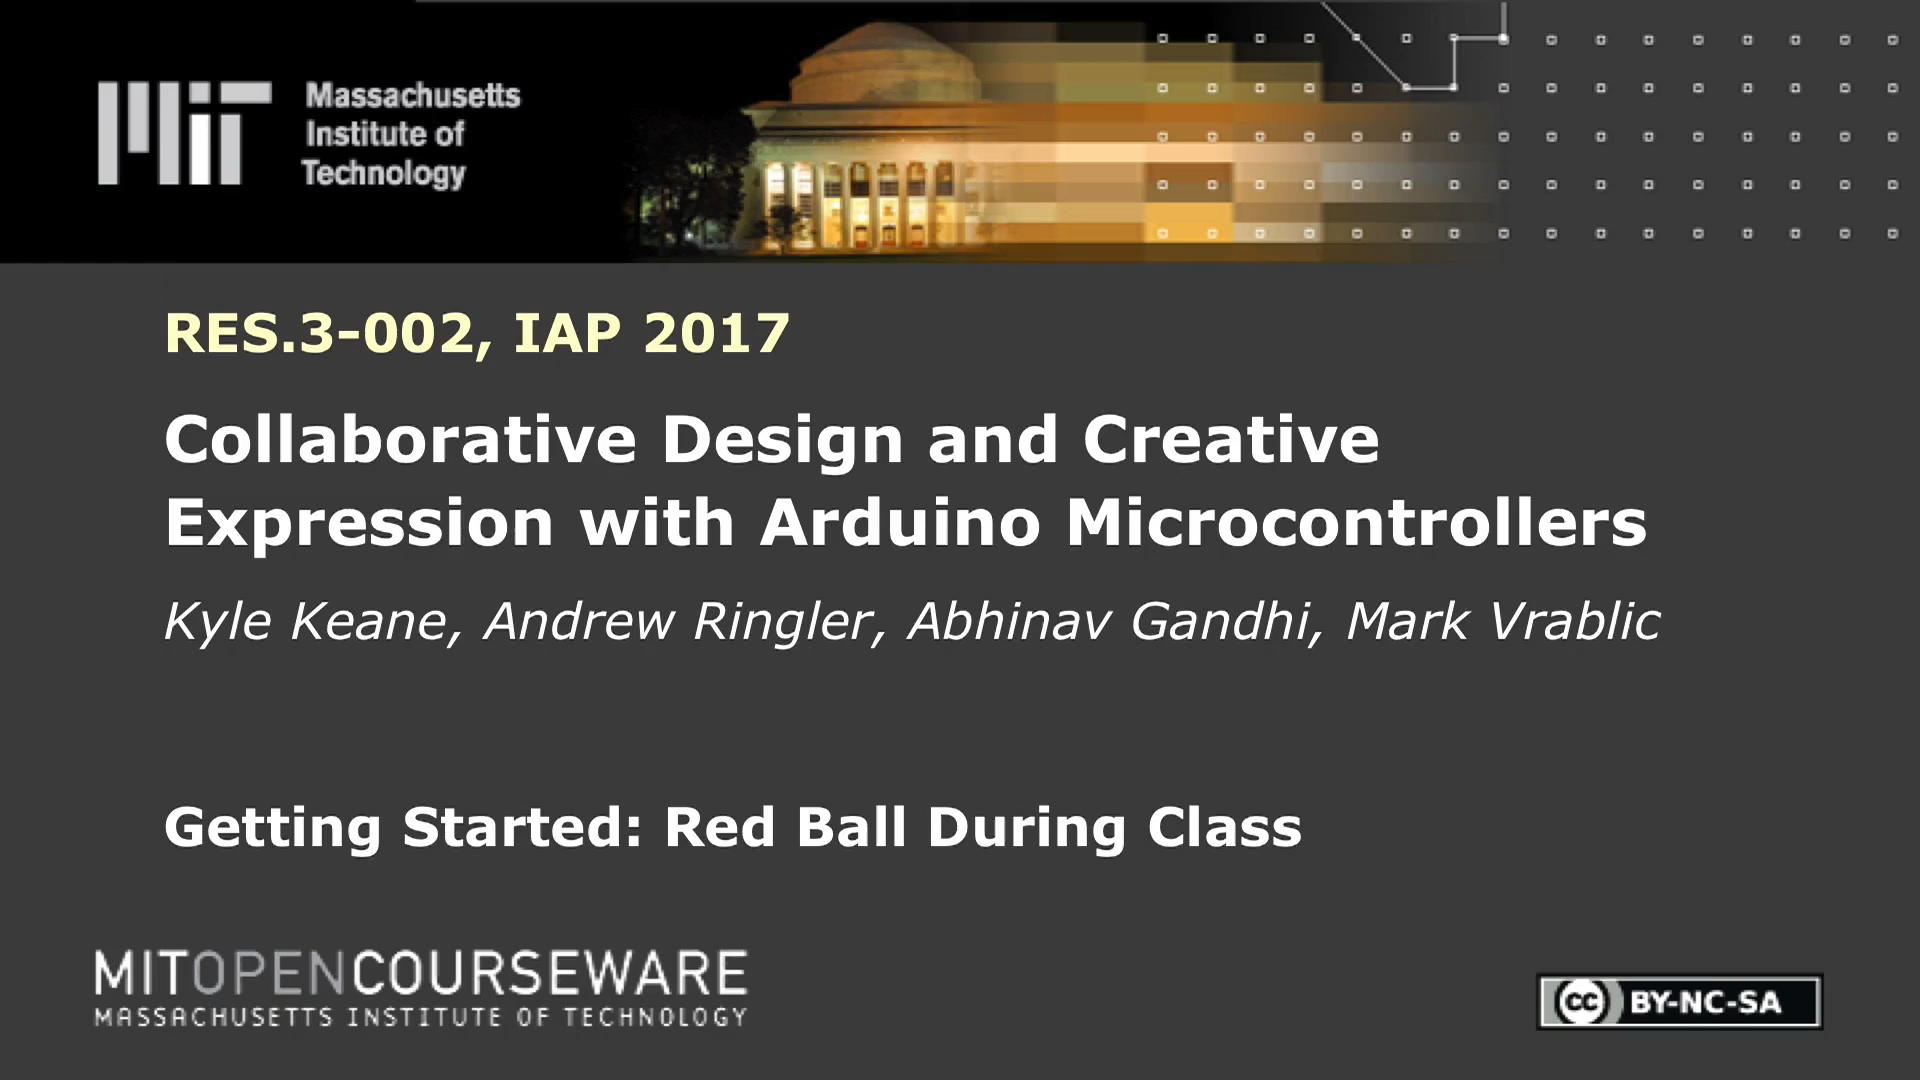 Massachusetts
Institute of
Technology
RES.3-002, IAP 2017
Collaborative Design and Creative
Expression with Arduino Microcontrollers
Kyle Keane, Andrew Ringler, Abhinav Gandhi, Mark Vrablic
Getting Started: Red Ball During Class
MITOPENCOURSEWARE
MASSACHUSETTS INSTITUTE OF TECHNOLOGY
cc BY-NC-SA